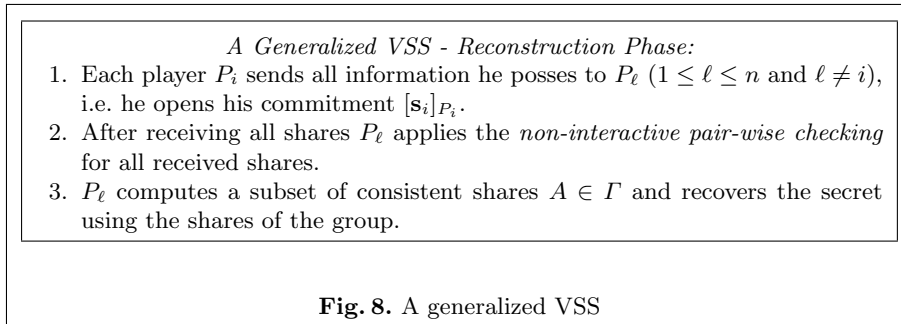 A Generalized VSS - Reconstruction Phase:
1. Each player P_i sends all information he posses to P_ℓ (1 ≤ ℓ ≤ n and ℓ ≠ i),
i.e. he opens his commitment [s_i]_{P_i}.
2. After receiving all shares P_ℓ applies the non-interactive pair-wise checking
for all received shares.
3. P_ℓ computes a subset of consistent shares A ∈ Γ and recovers the secret
using the shares of the group.
Fig. 8. A generalized VSS